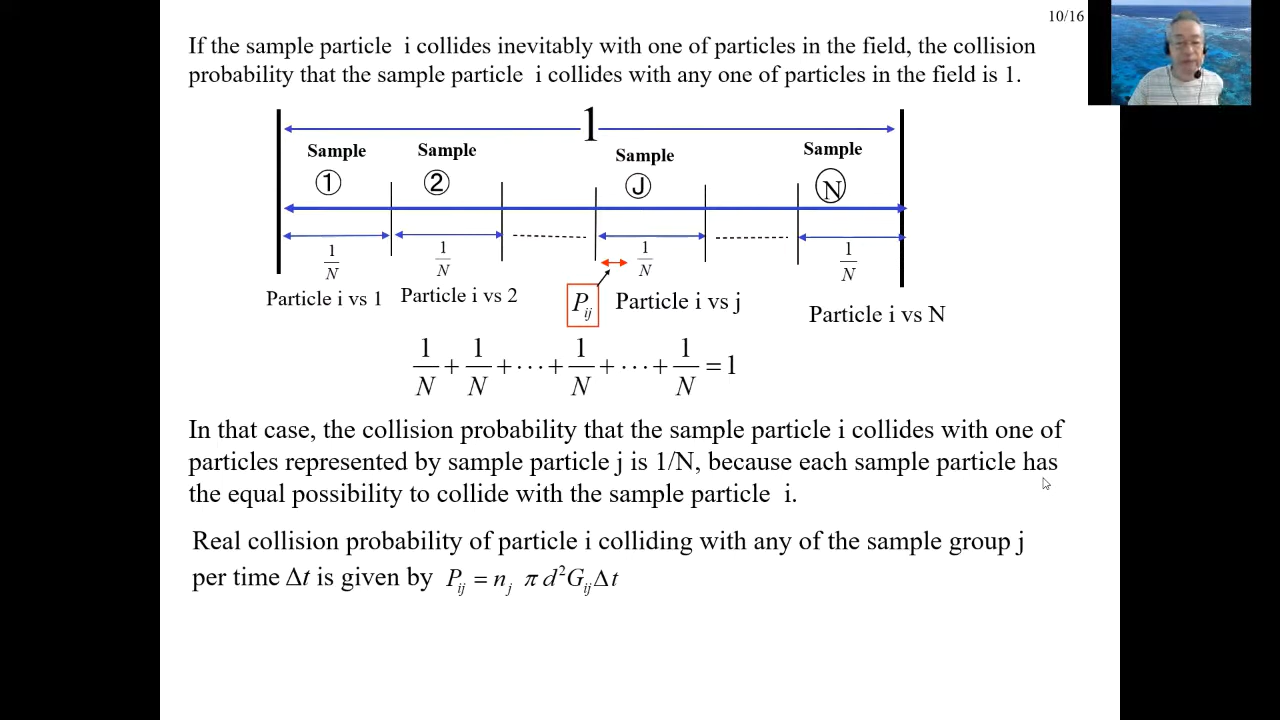 10/16
If the sample particle i collides inevitably with one of particles in the field, the collision
probability that the sample particle i collides with any one of particles in the field is 1.
1
Sample Sample Sample Sample
① ② Ⓙ Ⓝ
1/N 1/N 1/N 1/N
Particle i vs 1 Particle i vs 2 P_ij Particle i vs j Particle i vs N
1/N + 1/N + ⋯ + 1/N + ⋯ + 1/N = 1
In that case, the collision probability that the sample particle i collides with one of
particles represented by sample particle j is 1/N, because each sample particle has
the equal possibility to collide with the sample particle i.
Real collision probability of particle i colliding with any of the sample group j
per time Δt is given by P_ij = n_j π d² G_ij Δt